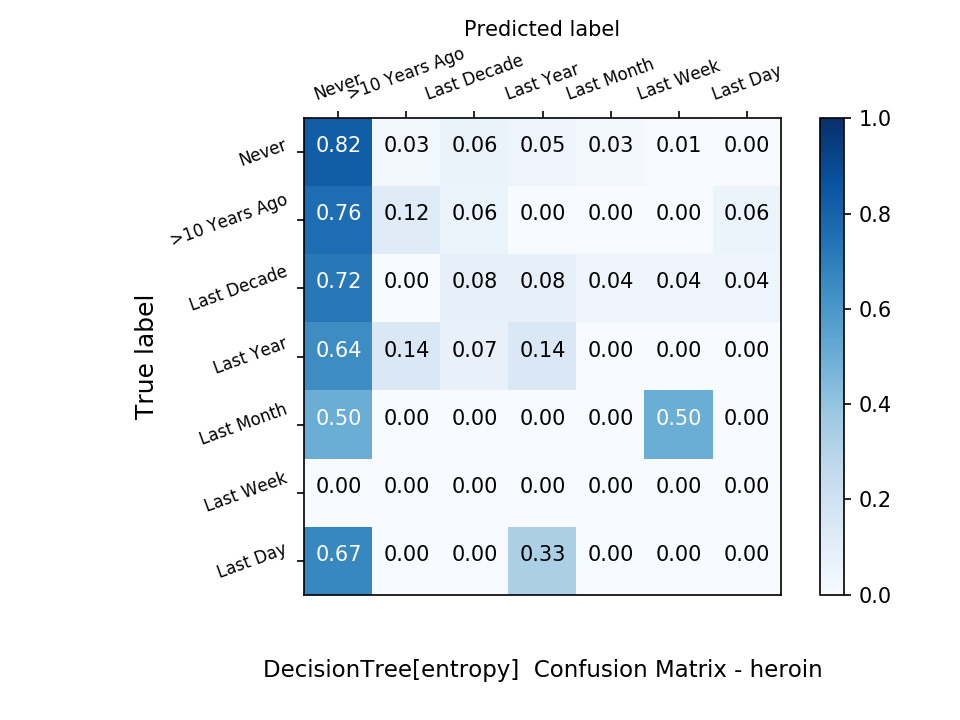 Predicted label
Never
>10 Years Ago
Last Decade
Last Year
Last Month
Last Week
Last Day
True label
Never 0.82 0.03 0.06 0.05 0.03 0.01 0.00
>10 Years Ago 0.76 0.12 0.06 0.00 0.00 0.00 0.06
Last Decade 0.72 0.00 0.08 0.08 0.04 0.04 0.04
Last Year 0.64 0.14 0.07 0.14 0.00 0.00 0.00
Last Month 0.50 0.00 0.00 0.00 0.00 0.50 0.00
Last Week 0.00 0.00 0.00 0.00 0.00 0.00 0.00
Last Day 0.67 0.00 0.00 0.33 0.00 0.00 0.00
1.0
0.8
0.6
0.4
0.2
0.0
DecisionTree[entropy]  Confusion Matrix - heroin